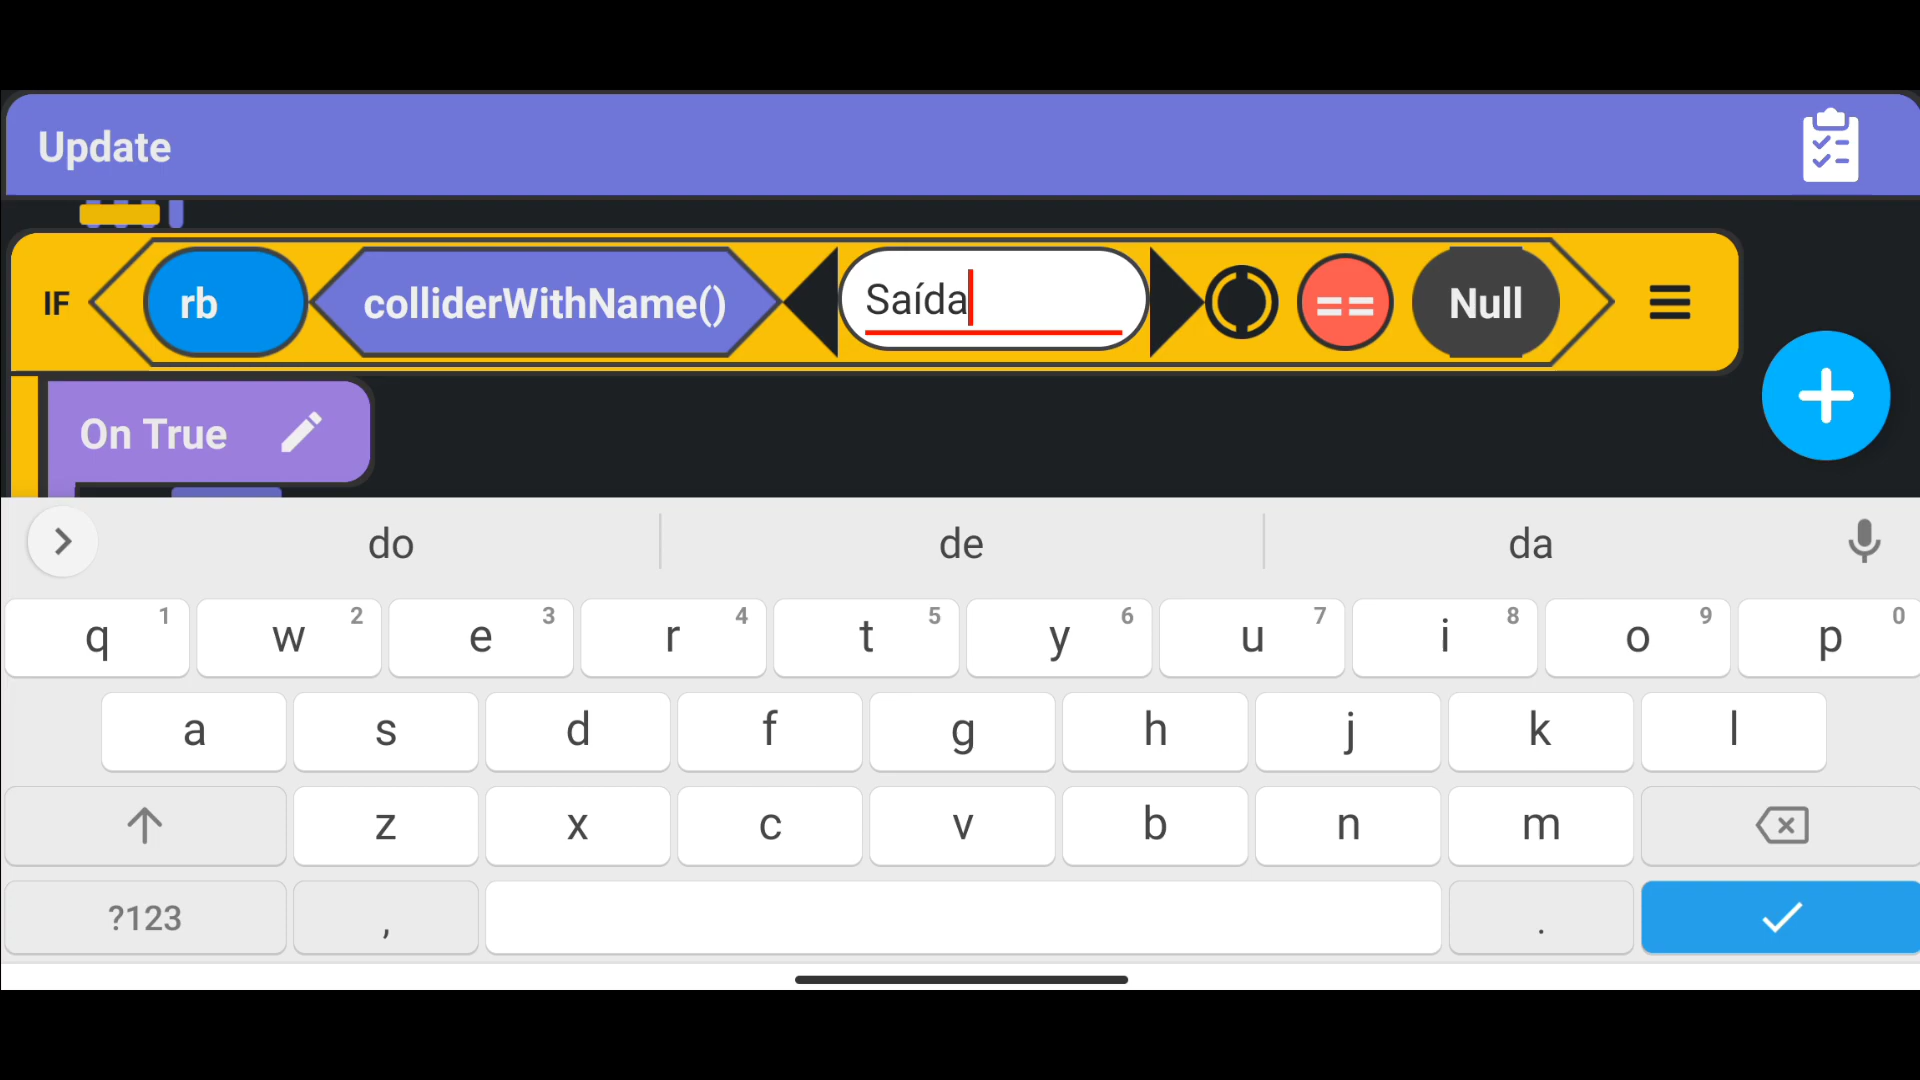 Update
IF rb colliderWithName() Saída == Null
On True
do de da
q 1 w 2 e 3 r 4 t 5 y 6 u 7 i 8 o 9 p 0
a s d f g h j k l
z x c v b n m
?123 , .